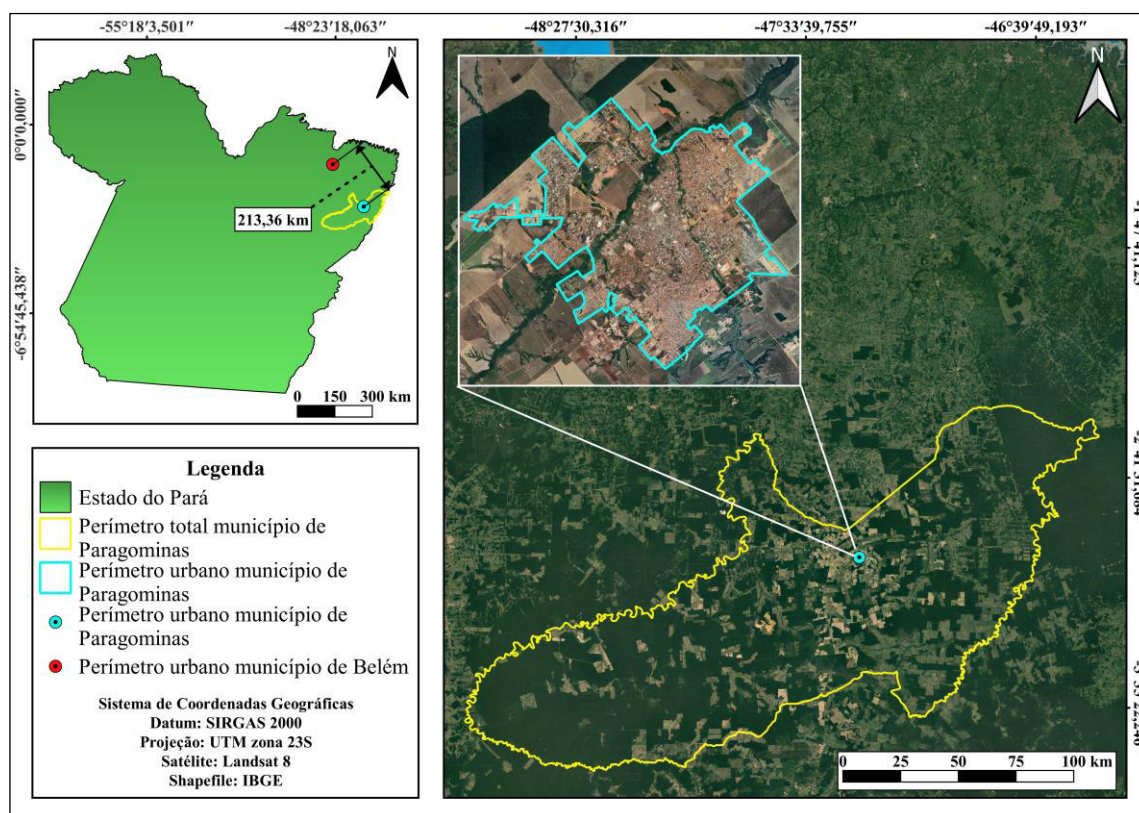 -55°18′3,501″
-48°23′18,063″
-48°27′30,316″
-47°33′39,755″
-46°39′49,193″
N
N
0°0′0,000″
-6°54′45,438″
213,36 km
0 150 300 km
Legenda
Estado do Pará
Perímetro total município de
Paragominas
Perímetro urbano município de
Paragominas
Perímetro urbano município de
Paragominas
Perímetro urbano município de Belém
Sistema de Coordenadas Geográficas
Datum: SIRGAS 2000
Projeção: UTM zona 23S
Satélite: Landsat 8
Shapefile: IBGE
0 25 50 75 100 km